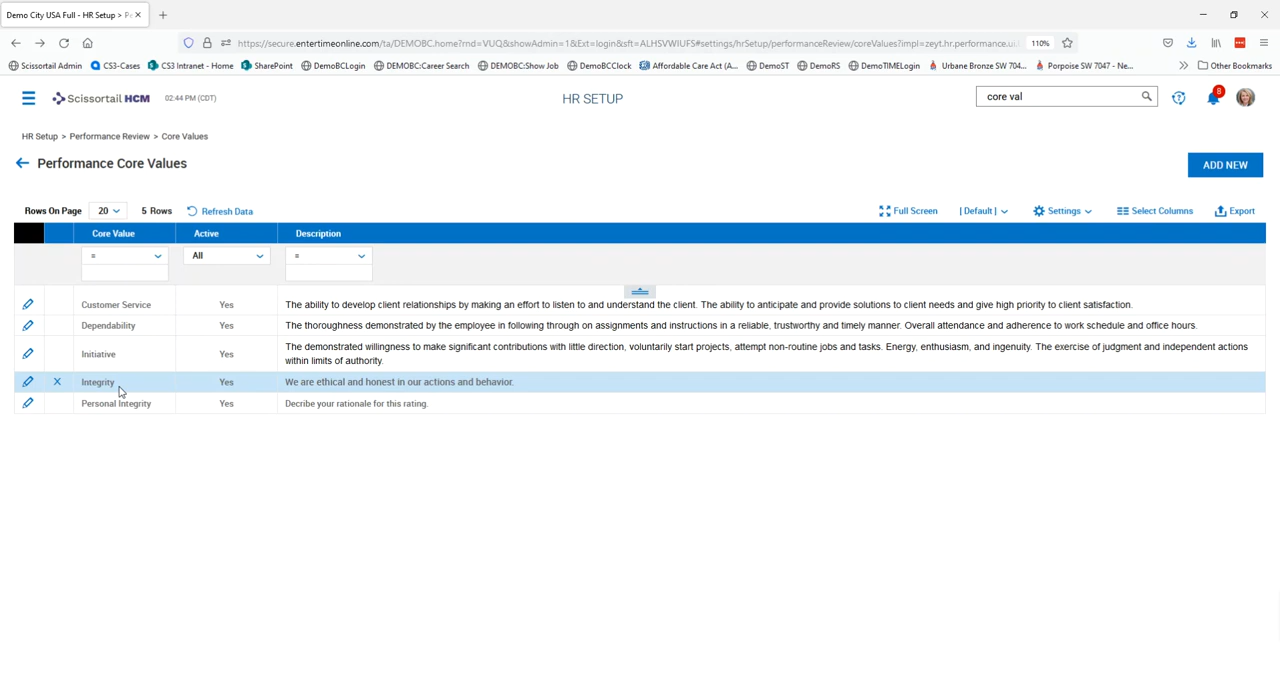 Demo City USA Full - HR Setup > Pe
https://secure.entertimeonline.com/ta/DEMOBC.home?rnd=VUQ&showAdmin=1&Ext=login&sft=ALHSVWIUFS#settings/hrSetup/performanceReview/coreValues?impl=zeyt.hr.performance.ui. 110%
Scissortail Admin CS3-Cases CS3 Intranet - Home SharePoint DemoBCLogin DEMOBC:Career Search DEMOBC:Show Job DemoBCClock Affordable Care Act (A... DemoST DemoRS DemoTIMELogin Urbane Bronze SW 704... Porpoise SW 7047 - Ne... Other Bookmarks
Scissortail HCM 02:44 PM (CDT) HR SETUP core val 8
HR Setup > Performance Review > Core Values
Performance Core Values ADD NEW
Rows On Page 20 5 Rows Refresh Data Full Screen [ Default ] Settings Select Columns Export
Core Value Active Description
= All =
Customer Service Yes The ability to develop client relationships by making an effort to listen to and understand the client. The ability to anticipate and provide solutions to client needs and give high priority to client satisfaction.
Dependability Yes The thoroughness demonstrated by the employee in following through on assignments and instructions in a reliable, trustworthy and timely manner. Overall attendance and adherence to work schedule and office hours.
Initiative Yes The demonstrated willingness to make significant contributions with little direction, voluntarily start projects, attempt non-routine jobs and tasks. Energy, enthusiasm, and ingenuity. The exercise of judgment and independent actions
within limits of authority.
X Integrity Yes We are ethical and honest in our actions and behavior.
Personal Integrity Yes Decribe your rationale for this rating.